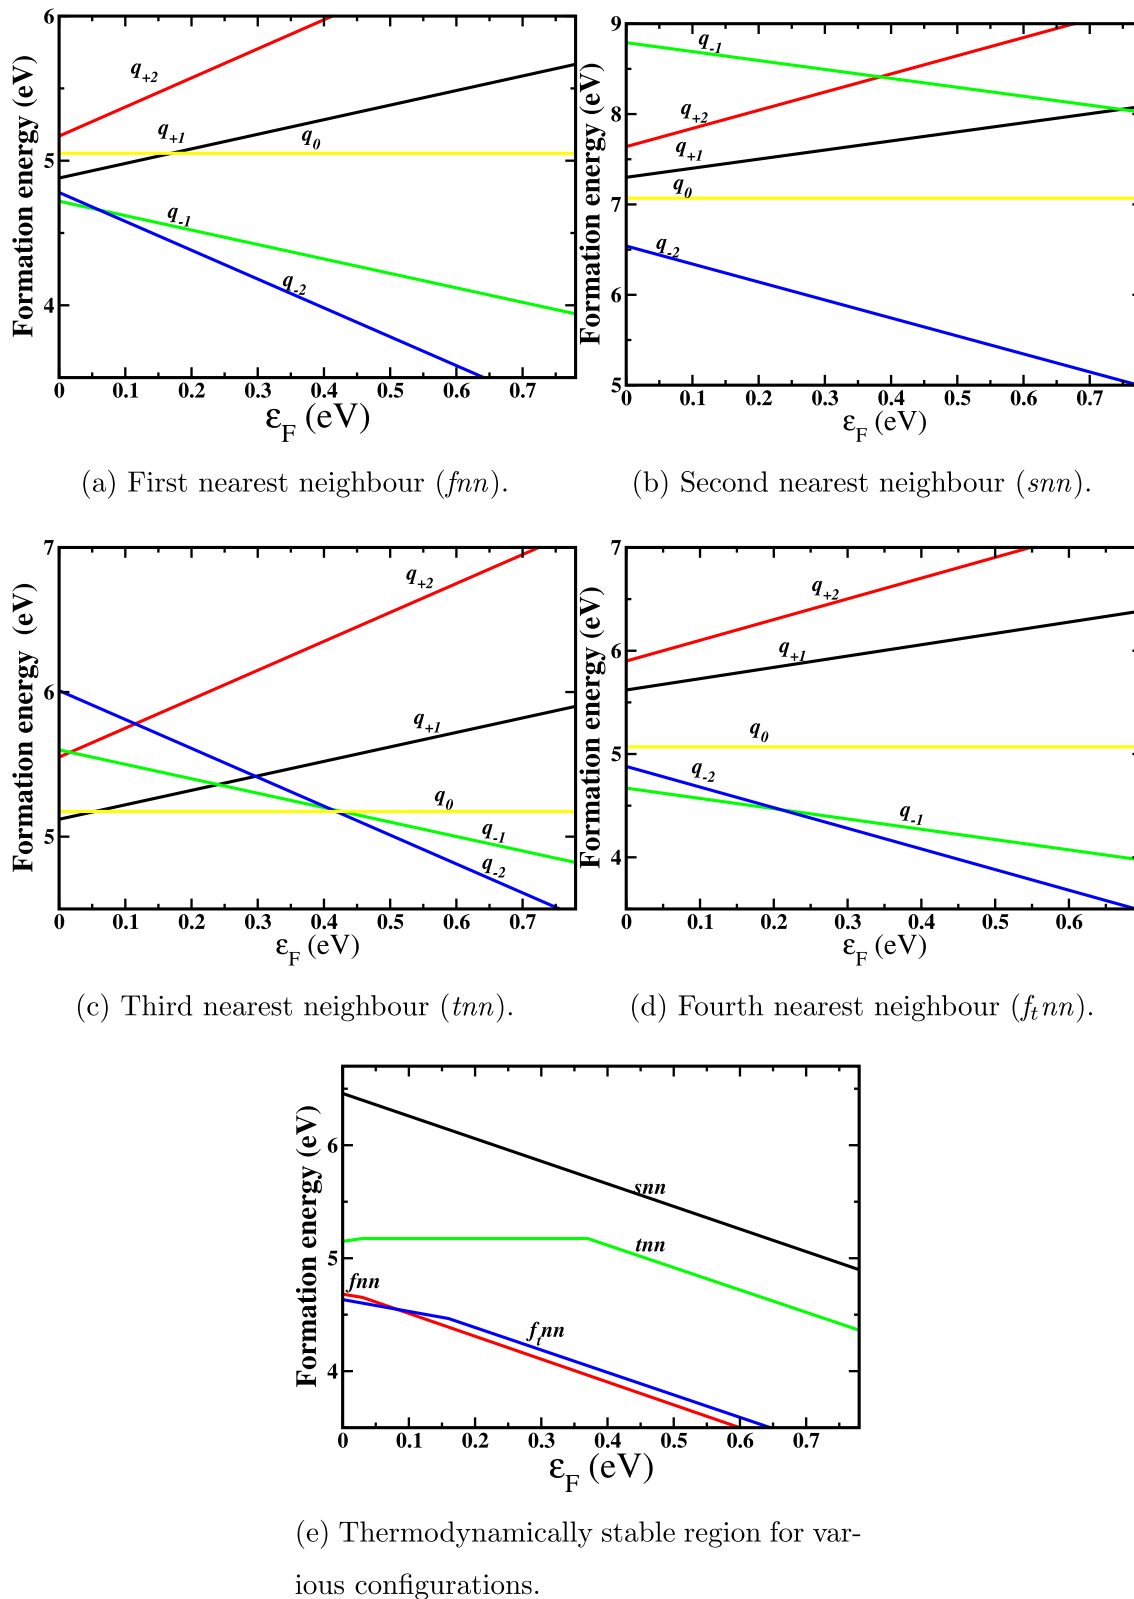 Formation energy (eV)
6
5
4
q+2
q+1
q0
q-1
q-2
0 0.1 0.2 0.3 0.4 0.5 0.6 0.7
εF (eV)
(a) First nearest neighbour (fnn).
Formation energy (eV)
9
8
7
6
5
q-1
q+2
q+1
q0
q-2
0 0.1 0.2 0.3 0.4 0.5 0.6 0.7
εF (eV)
(b) Second nearest neighbour (snn).
Formation energy (eV)
7
6
5
q+2
q+1
q0
q-1
q-2
0 0.1 0.2 0.3 0.4 0.5 0.6 0.7
εF (eV)
(c) Third nearest neighbour (tnn).
Formation energy (eV)
7
6
5
4
q+2
q+1
q0
q-2
q-1
0 0.1 0.2 0.3 0.4 0.5 0.6
εF (eV)
(d) Fourth nearest neighbour (ftnn).
Formation energy (eV)
6
5
4
snn
tnn
fnn
ftnn
0 0.1 0.2 0.3 0.4 0.5 0.6 0.7
εF (eV)
(e) Thermodynamically stable region for var-
ious configurations.